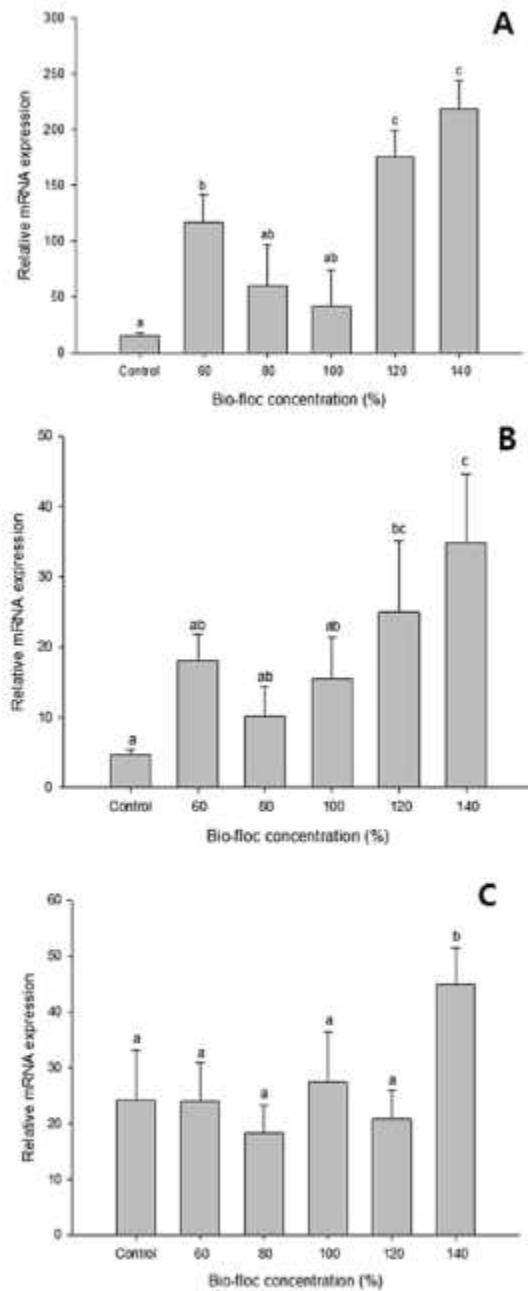 A
300
250
200
150
100
50
0
Relative mRNA expression
a
b
ab
ab
c
c
Control 60 80 100 120 140
Bio-floc concentration (%)
B
50
40
30
20
10
0
Relative mRNA expression
a
ab
ab
ab
bc
c
Control 60 80 100 120 140
Bio-floc concentration (%)
C
60
50
40
30
20
10
0
Relative mRNA expression
a
a
a
a
a
b
Control 60 80 100 120 140
Bio-floc concentration (%)